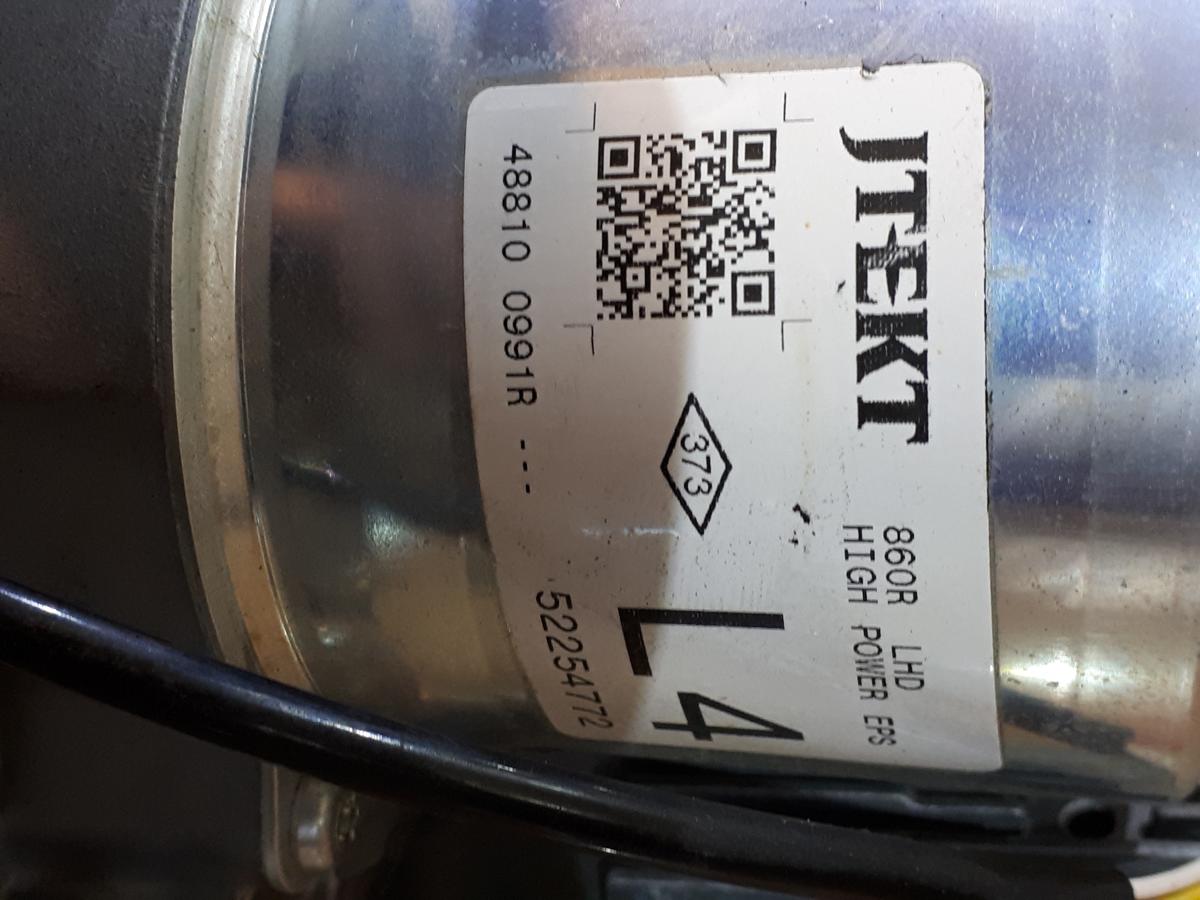 JTEKT
860R LHD
HIGH POWER EPS
373
L4
48810 0991R ---
52254772